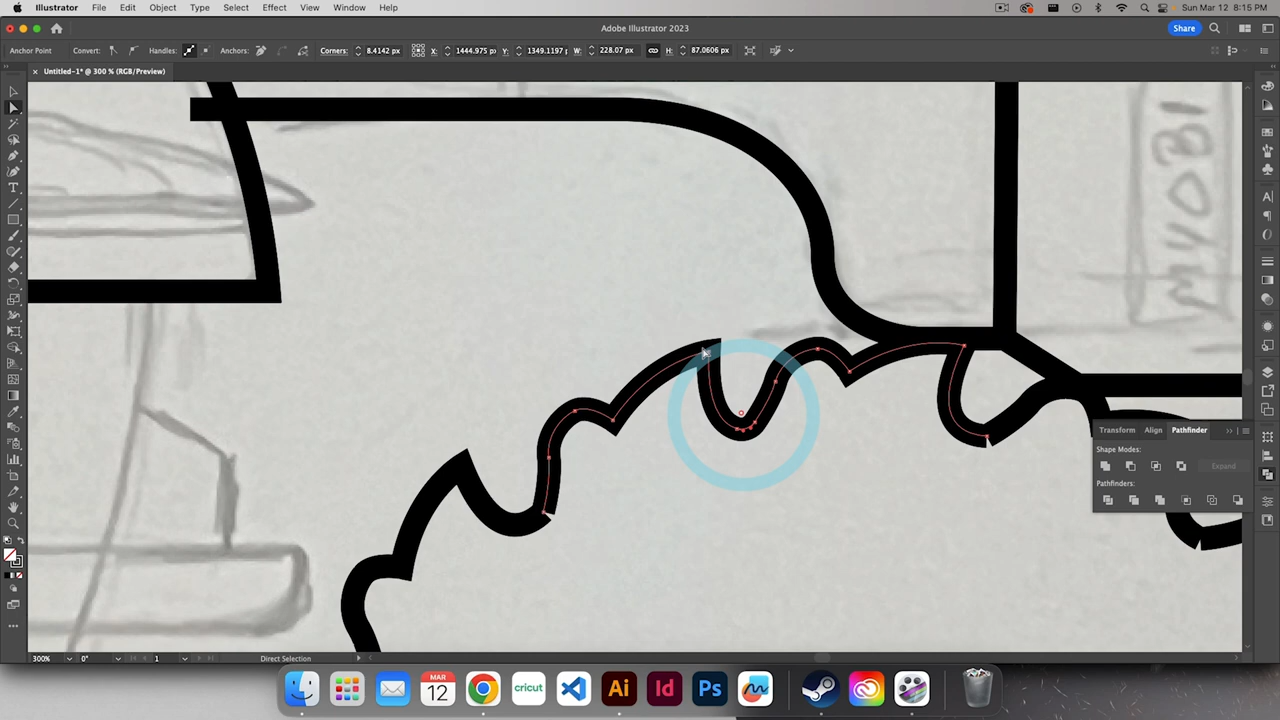 Illustrator File Edit Object Type Select Effect View Window Help Sun Mar 12 8:15 PM
Adobe Illustrator 2023 Share
Anchor Point Convert: Handles: Anchors: Corners: 8.4142 px X: 1444.975 px Y: 1349.1197 px W: 228.07 px H: 87.0606 px
× Untitled-1* @ 300 % (RGB/Preview)
Transform Align Pathfinder
Shape Modes:
Expand
Pathfinders:
300% 0° 1 Direct Selection
MAR
12
cricut
Ai
Id
Ps